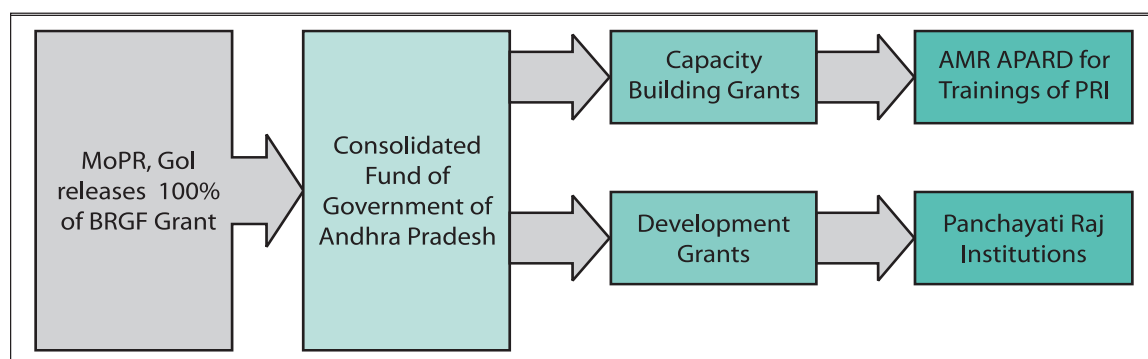 MoPR, GoI
releases 100%
of BRGF Grant
Consolidated
Fund of
Government of
Andhra Pradesh
Capacity
Building Grants
AMR APARD for
Trainings of PRI
Development
Grants
Panchayati Raj
Institutions